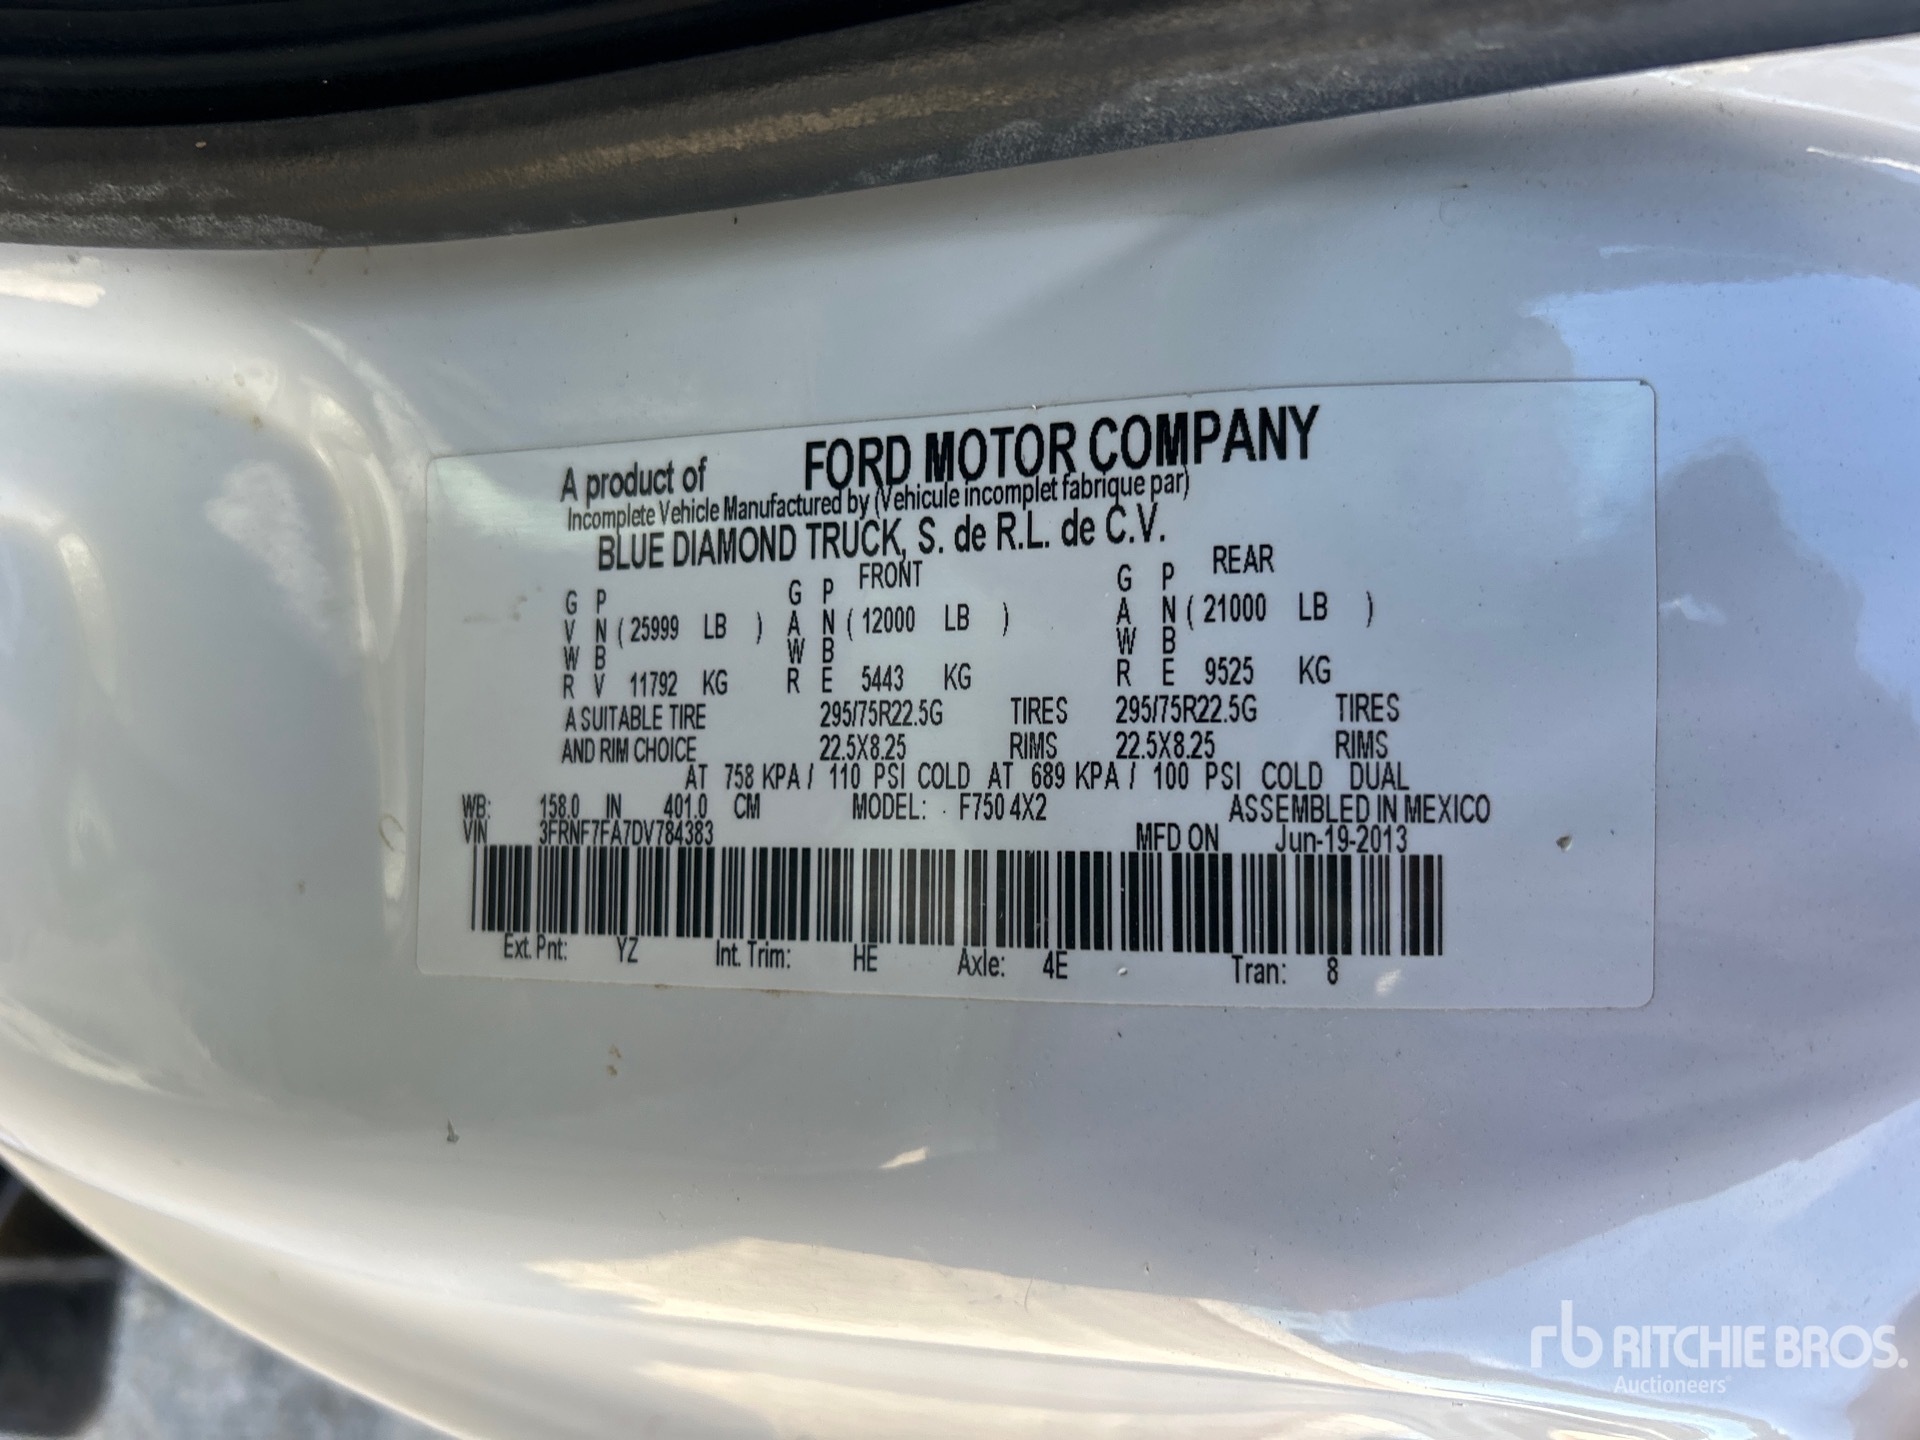 A product of FORD MOTOR COMPANY
Incomplete Vehicle Manufactured by (Vehicule incomplet fabrique par)
BLUE DIAMOND TRUCK, S. de R.L. de C.V.
FRONT REAR
G P G P G P
V N ( 25999 LB ) A N ( 12000 LB ) A N ( 21000 LB )
W B W B W B
R V 11792 KG R E 5443 KG R E 9525 KG
A SUITABLE TIRE 295/75R22.5G TIRES 295/75R22.5G TIRES
AND RIM CHOICE 22.5X8.25 RIMS 22.5X8.25 RIMS
AT 758 KPA / 110 PSI COLD AT 689 KPA / 100 PSI COLD DUAL
WB: 158.0 IN 401.0 CM MODEL: F750 4X2 ASSEMBLED IN MEXICO
VIN 3FRNF7FA7DV784383 MFD ON Jun-19-2013
Ext. Pnt: YZ Int. Trim: HE Axle: 4E Tran: 8
rb RITCHIE BROS.
Auctioneers